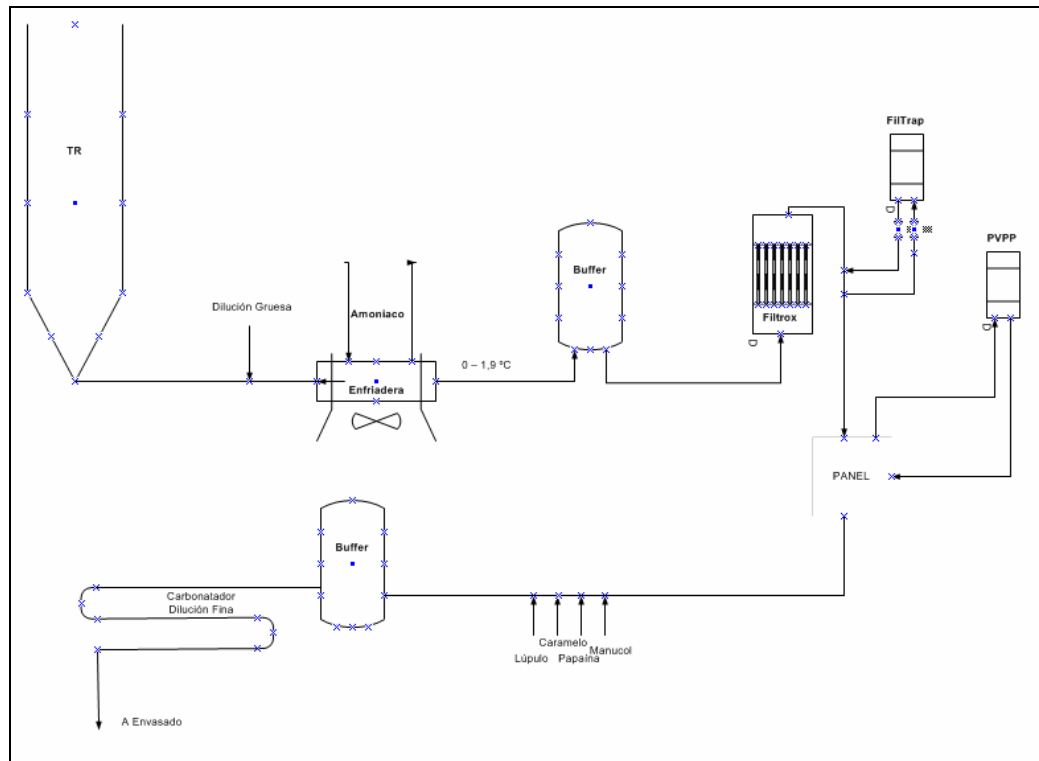 FilTrap
TR
D
PVPP
Buffer
Dilución Gruesa
Amoniaco
Filtrox
D
D
0 – 1,9 ºC
Enfriadera
PANEL
Buffer
Carbonatador
Dilución Fina
Caramelo
Lúpulo
Papaína
Manucol
A Envasado